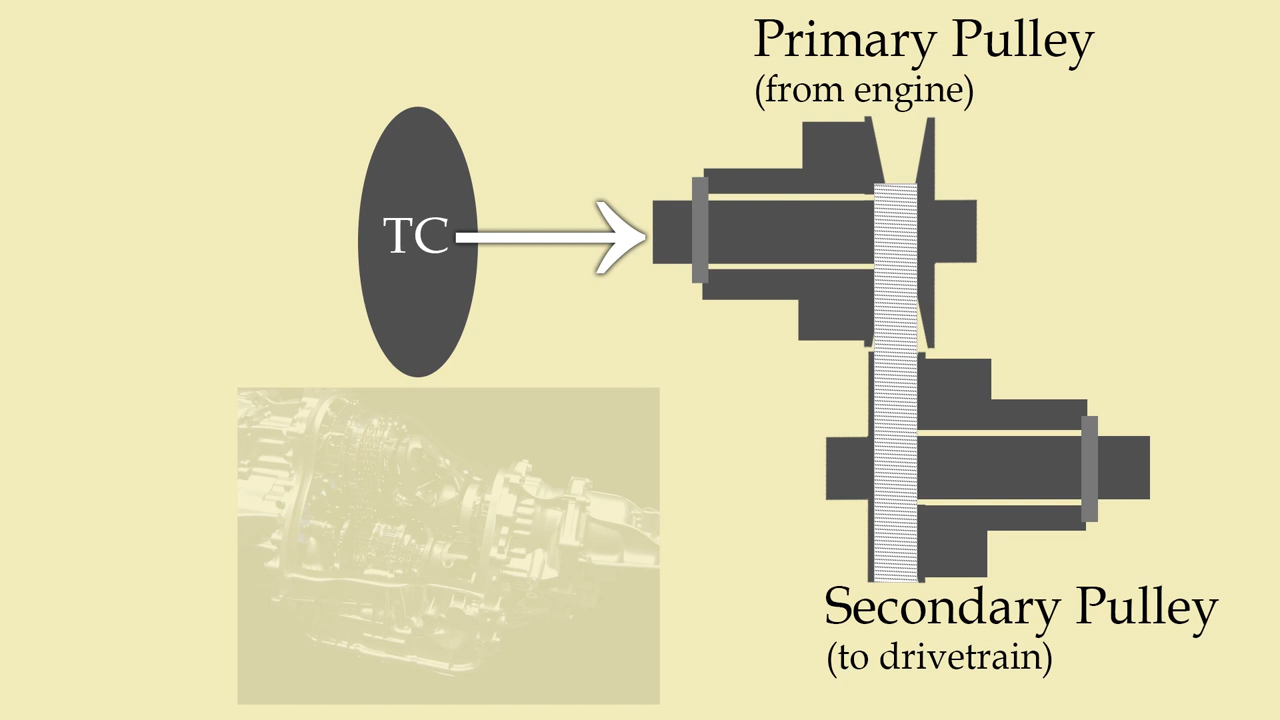 Primary Pulley
(from engine)
TC
Secondary Pulley
(to drivetrain)